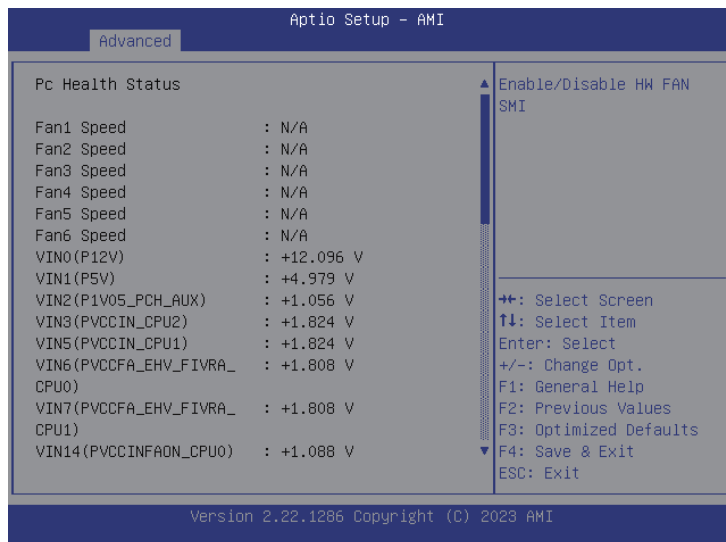 Aptio Setup – AMI
Advanced
Pc Health Status
Fan1 Speed : N/A
Fan2 Speed : N/A
Fan3 Speed : N/A
Fan4 Speed : N/A
Fan5 Speed : N/A
Fan6 Speed : N/A
VIN0(P12V) : +12.096 V
VIN1(P5V) : +4.979 V
VIN2(P1V05_PCH_AUX) : +1.056 V
VIN3(PVCCIN_CPU2) : +1.824 V
VIN5(PVCCIN_CPU1) : +1.824 V
VIN6(PVCCFA_EHV_FIVRA_ : +1.808 V
CPU0)
VIN7(PVCCFA_EHV_FIVRA_ : +1.808 V
CPU1)
VIN14(PVCCINFAON_CPU0) : +1.088 V
Enable/Disable HW FAN
SMI
→←: Select Screen
↑↓: Select Item
Enter: Select
+/-: Change Opt.
F1: General Help
F2: Previous Values
F3: Optimized Defaults
F4: Save & Exit
ESC: Exit
Version 2.22.1286 Copyright (C) 2023 AMI